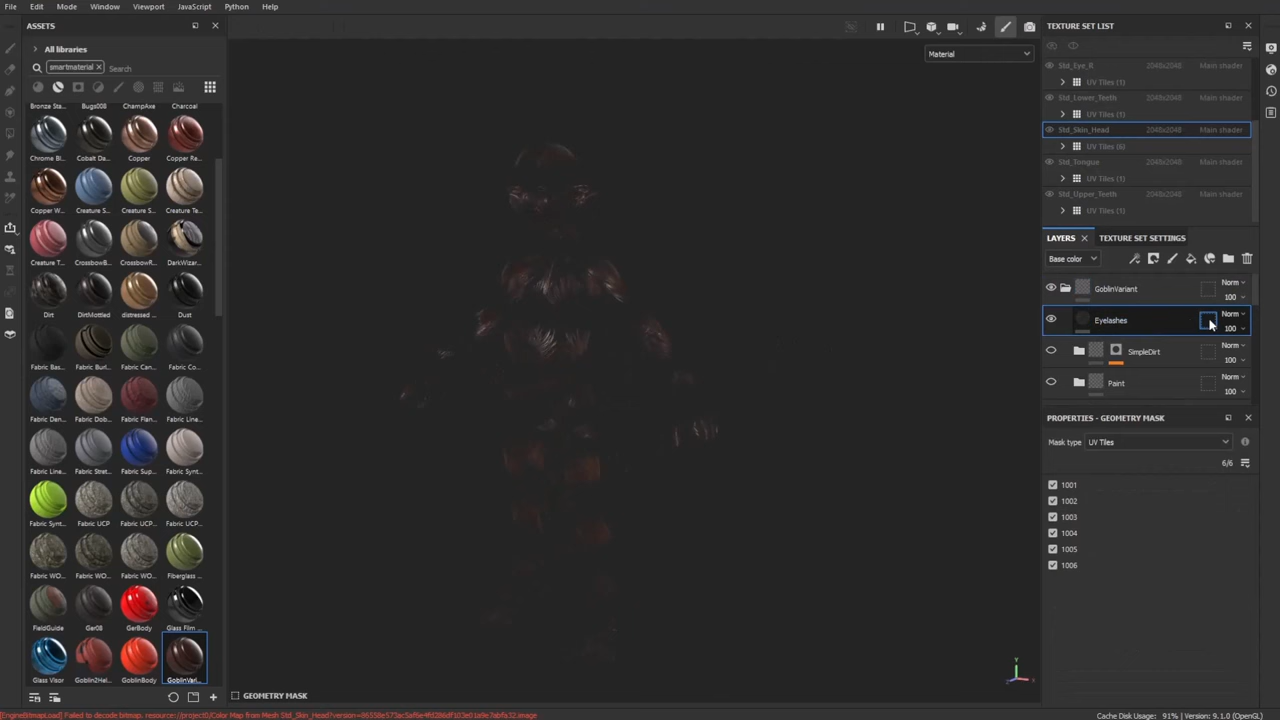 File Edit Mode Window Viewport JavaScript Python Help
ASSETS
All libraries
smartmaterial Search
Bronze Sta... Bugs008 ChampAxe Charcoal
Chrome Bl... Cobalt Da... Copper Copper Re...
Copper W... Creature S... Creature S... Creature Te...
Creature T... CrossbowB... CrossbowR... DarkWizar...
Dirt DirtMottled distressed ... Dust
Fabric Bas... Fabric Burl... Fabric Can... Fabric Co...
Fabric Den... Fabric Dob... Fabric Flan... Fabric Line...
Fabric Line... Fabric Stret... Fabric Sup... Fabric Synt...
Fabric Synt... Fabric UCP Fabric UCP... Fabric UCP...
Fabric WO... Fabric WO... Fabric WO... Fiberglass ...
FieldGuide Ger08 GerBody Glass Film ...
Glass Visor Goblin2Hel... GoblinBody GoblinVari...
Material
GEOMETRY MASK
TEXTURE SET LIST
Std_Eye_R 2048x2048 Main shader
UV Tiles (1)
Std_Lower_Teeth 2048x2048 Main shader
UV Tiles (1)
Std_Skin_Head 2048x2048 Main shader
UV Tiles (6)
Std_Tongue 2048x2048 Main shader
UV Tiles (1)
Std_Upper_Teeth 2048x2048 Main shader
UV Tiles (1)
LAYERS TEXTURE SET SETTINGS
Base color
GoblinVariant Norm
100
Eyelashes Norm
100
SimpleDirt Norm
100
Paint Norm
100
PROPERTIES - GEOMETRY MASK
Mask type UV Tiles
6/6
1001
1002
1003
1004
1005
1006
Y
Cache Disk Usage: 91% | Version: 9.1.0 (OpenGL)